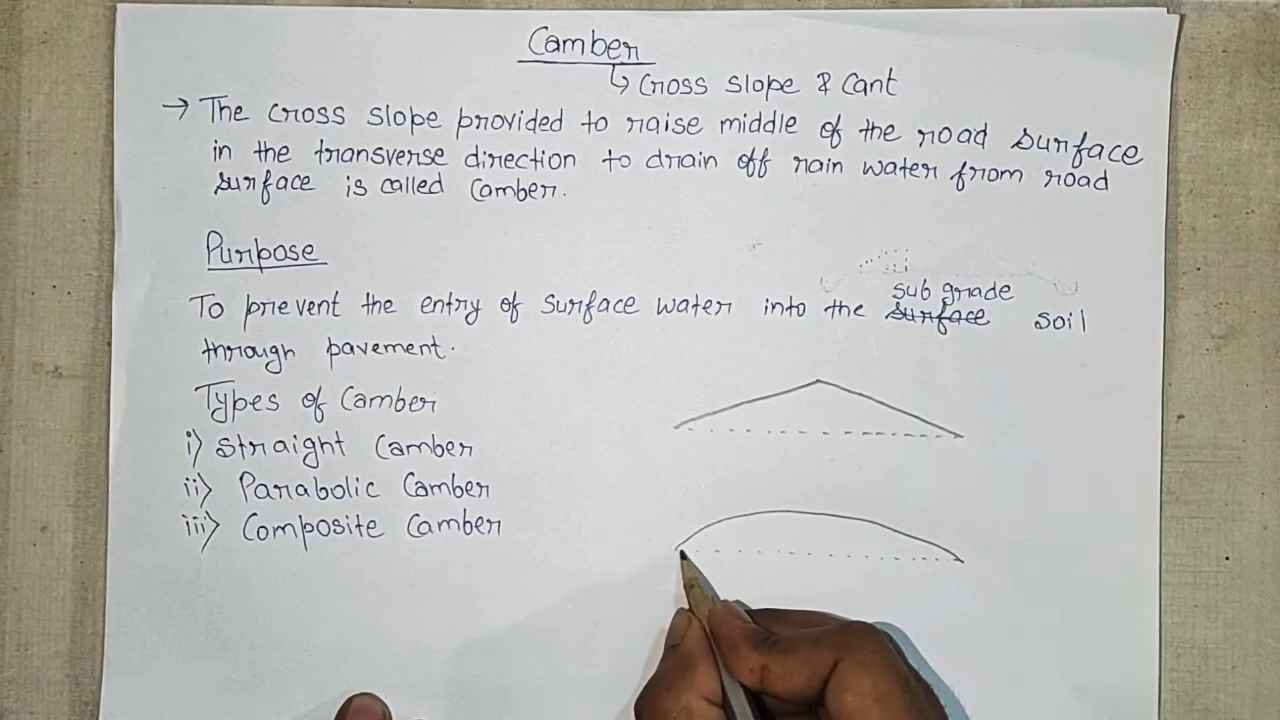 Camber
↳ Cross slope & Cant
→ The cross slope provided to raise middle of the road surface
in the transverse direction to drain off rain water from road
surface is called Camber.
Purpose
To prevent the entry of surface water into the sub grade ~~surface~~ soil
through pavement.
Types of Camber
i) Straight Camber
ii) Parabolic Camber
iii) Composite Camber